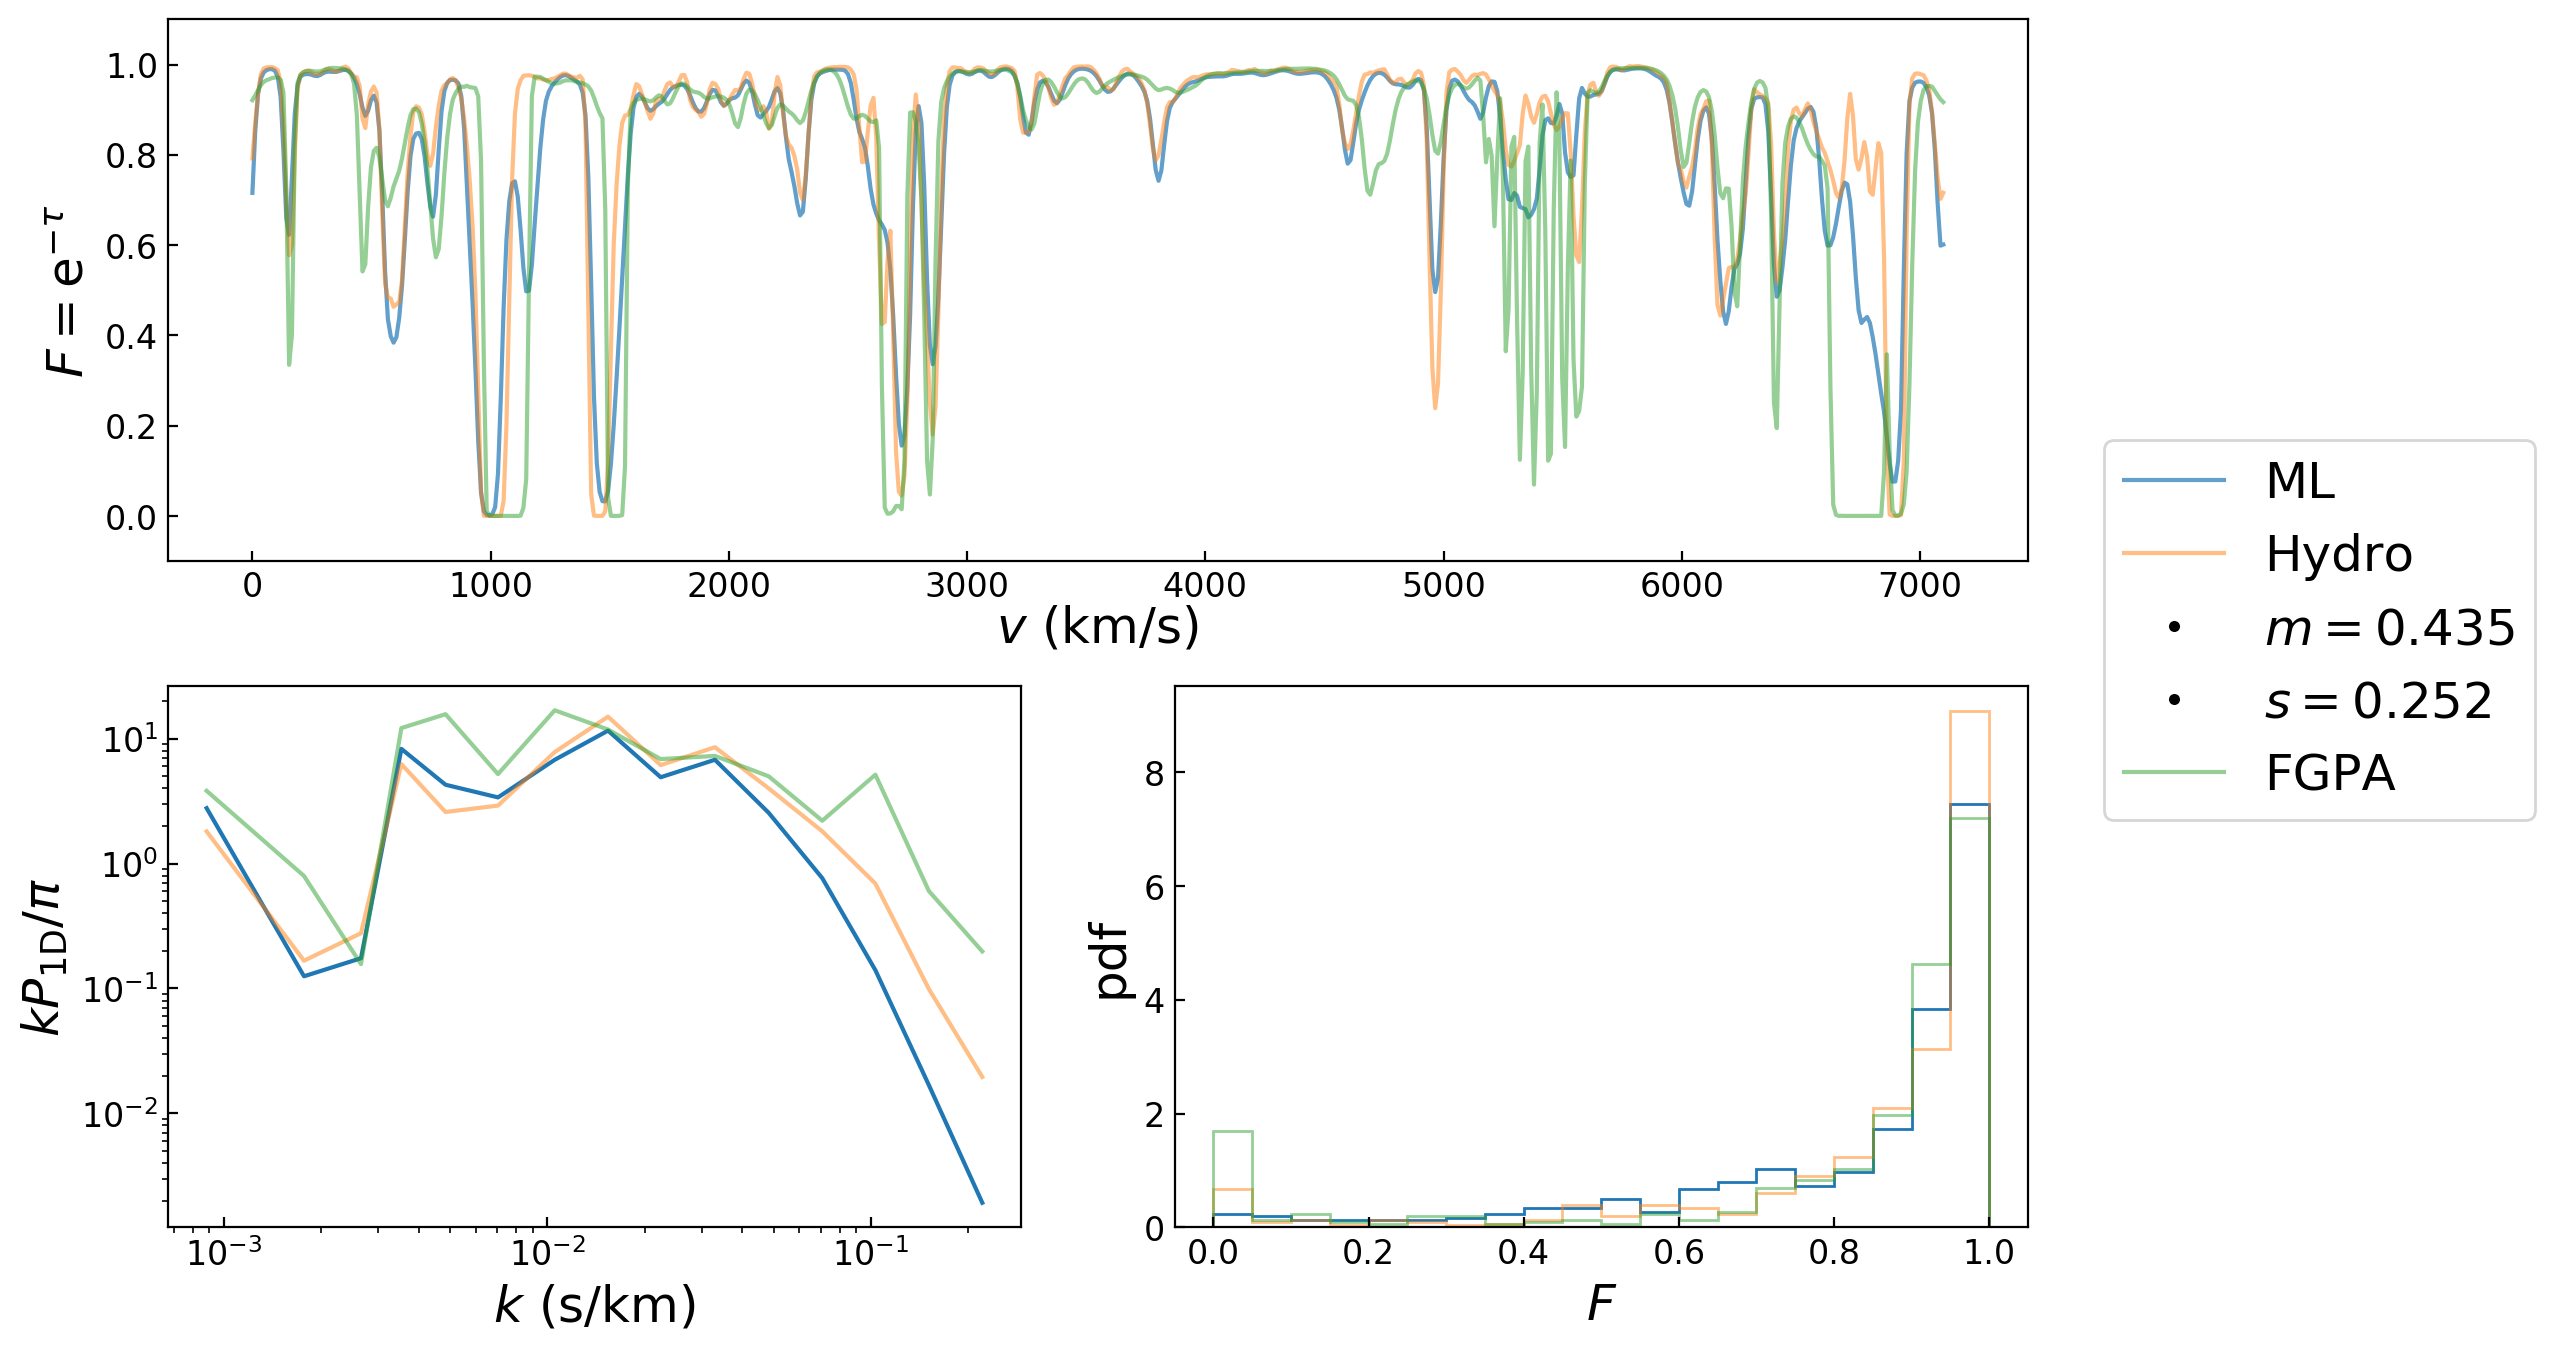 F = e^{−τ}
1.0
0.8
0.6
0.4
0.2
0.0
0 1000 2000 3000 4000 5000 6000 7000
v (km/s)
ML
Hydro
m = 0.435
s = 0.252
FGPA
kP_{1D}/π
10^1
10^0
10^{−1}
10^{−2}
10^{−3} 10^{−2} 10^{−1}
k (s/km)
pdf
8
6
4
2
0
0.0 0.2 0.4 0.6 0.8 1.0
F